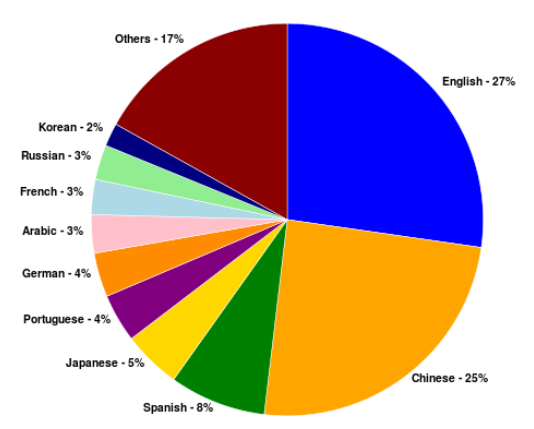 Others - 17%
English - 27%
Korean - 2%
Russian - 3%
French - 3%
Arabic - 3%
German - 4%
Portuguese - 4%
Japanese - 5%
Chinese - 25%
Spanish - 8%